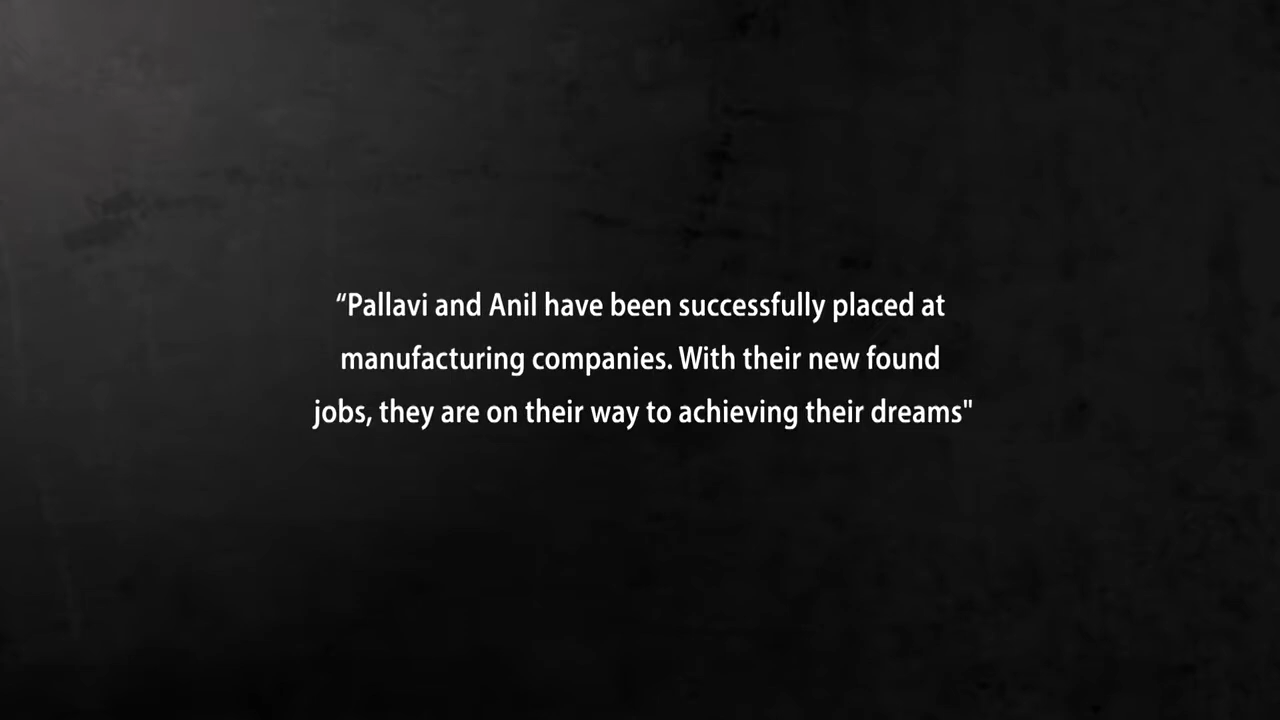 “Pallavi and Anil have been successfully placed at
manufacturing companies. With their new found
jobs, they are on their way to achieving their dreams"